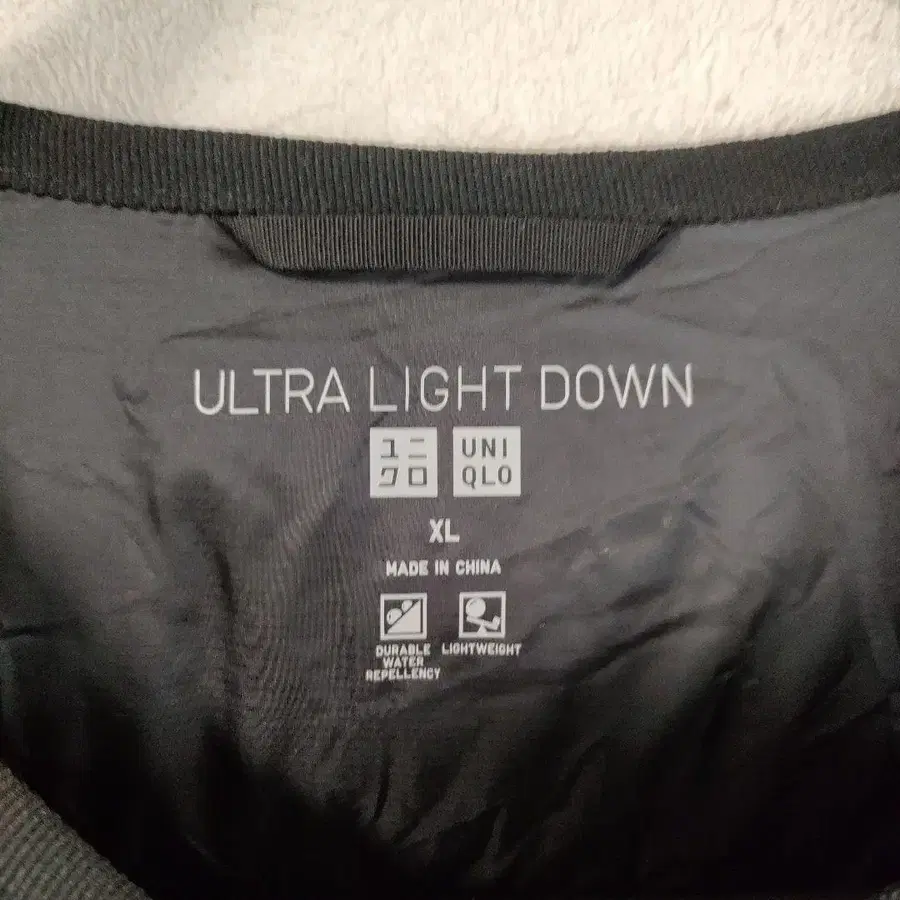 ULTRA LIGHT DOWN
ユニ UNI
クロ QLO
XL
MADE IN CHINA
DURABLE WATER REPELLENCY
LIGHTWEIGHT